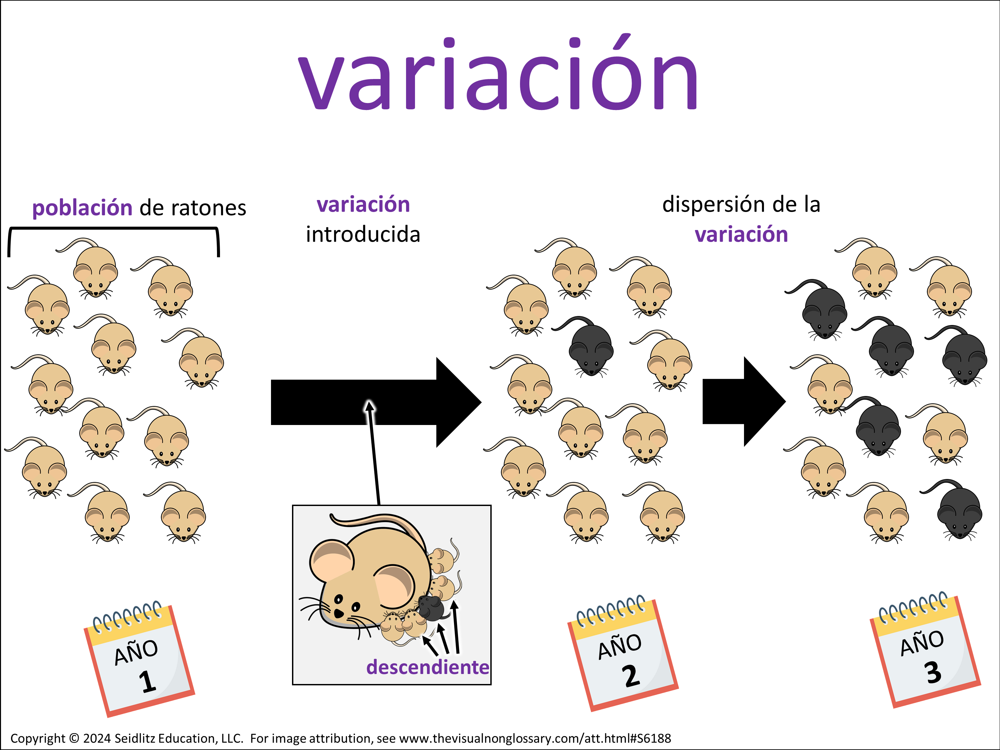 variación
población de ratones
variación
introducida
dispersión de la
variación
descendiente
AÑO
1
AÑO
2
AÑO
3
Copyright © 2024 Seidlitz Education, LLC.  For image attribution, see www.thevisualnonglossary.com/att.html#S6188